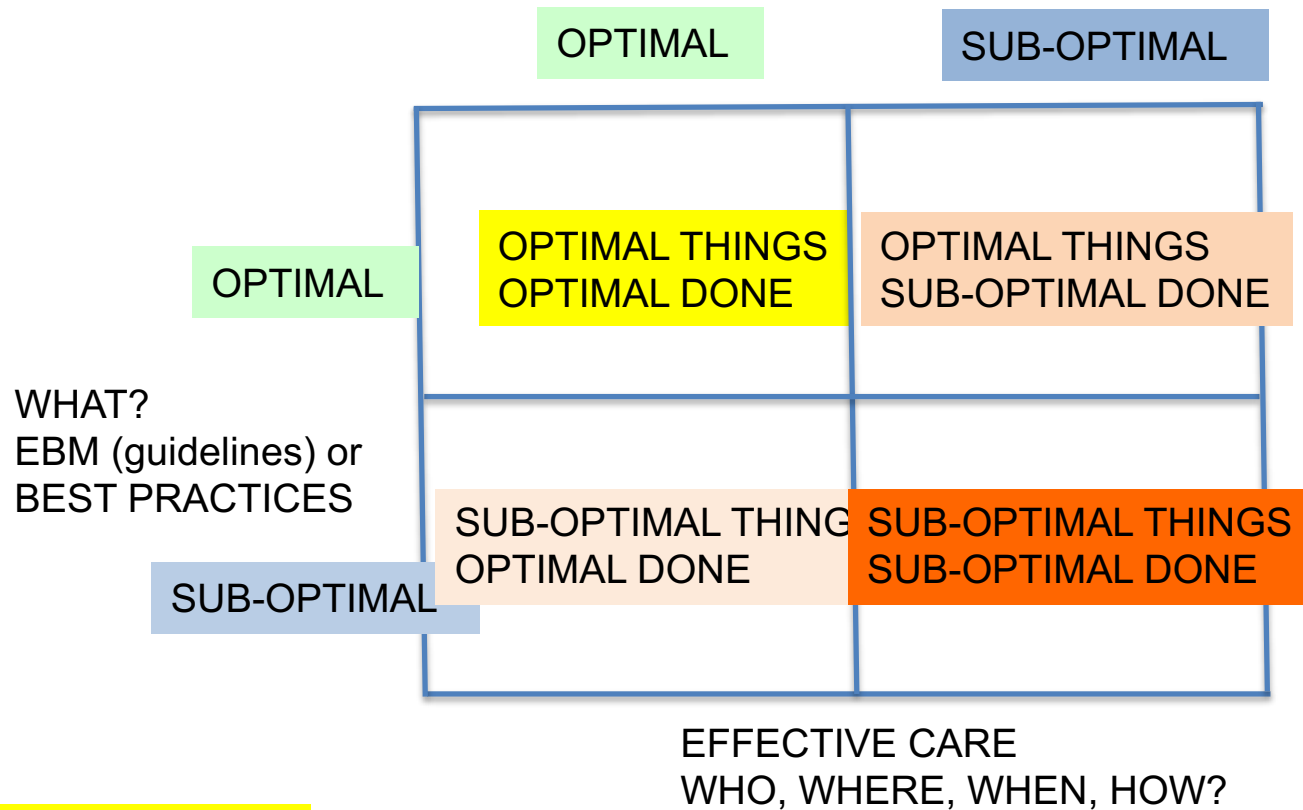 OPTIMAL
SUB-OPTIMAL
OPTIMAL
OPTIMAL THINGS
OPTIMAL DONE
OPTIMAL THINGS
SUB-OPTIMAL DONE
WHAT?
EBM (guidelines) or
BEST PRACTICES
SUB-OPTIMAL
SUB-OPTIMAL THING
OPTIMAL DONE
SUB-OPTIMAL THINGS
SUB-OPTIMAL DONE
EFFECTIVE CARE
WHO, WHERE, WHEN, HOW?